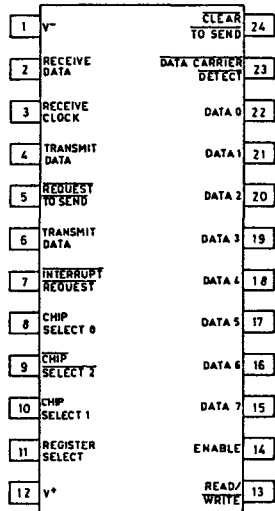 1 V⁻
2 RECEIVE
DATA
3 RECEIVE
CLOCK
4 TRANSMIT
DATA
5 REQUEST
TO SEND
6 TRANSMIT
DATA
7 INTERRUPT
REQUEST
8 CHIP
SELECT 0
9 CHIP
SELECT 2
10 CHIP
SELECT 1
11 REGISTER
SELECT
12 V⁺
CLEAR
TO SEND 24
DATA CARRIER
DETECT 23
DATA 0 22
DATA 1 21
DATA 2 20
DATA 3 19
DATA 4 18
DATA 5 17
DATA 6 16
DATA 7 15
ENABLE 14
READ/
WRITE 13